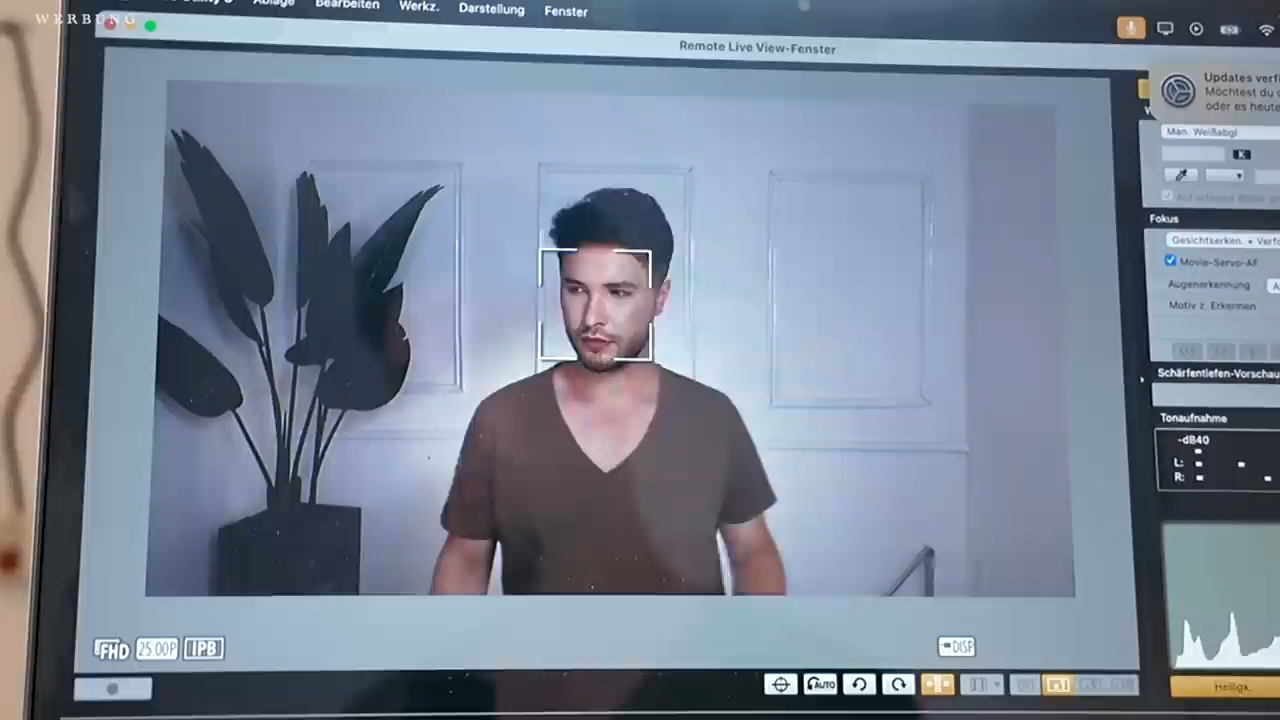 WERBUNG
Ablage Bearbeiten Werkz. Darstellung Fenster
Remote Live View-Fenster
Updates verf
Möchtest du
oder es heute
Man. Weißabgl
K
Fokus
Gesichtserken. • Verfo
Movie-Servo-AF
Augenerkennung
Motiv z. Erkennen
Schärfentiefen-Vorschau
Tonaufnahme
-dB40
L:
R:
FHD 25.00P IPB
DISP
AUTO
Helligk.